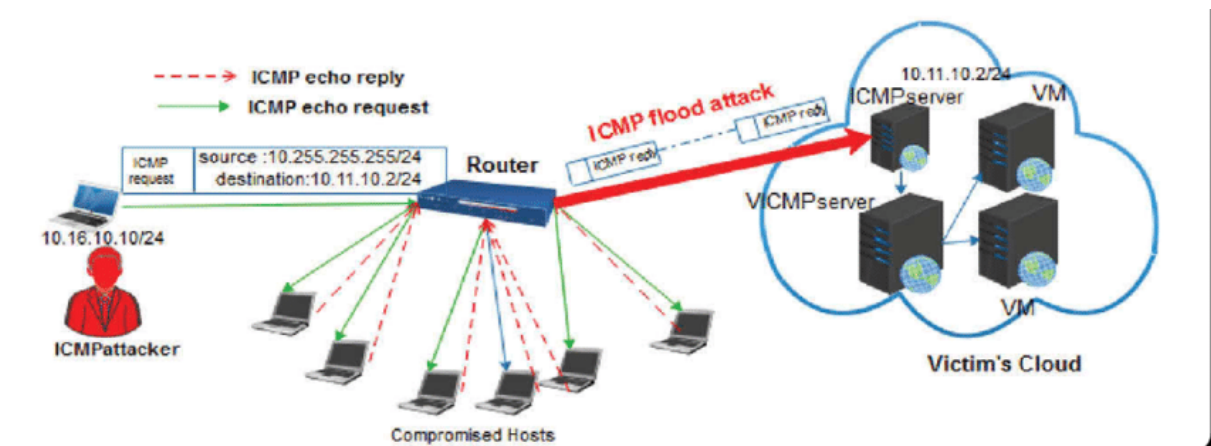 ICMP echo reply
ICMP echo request
ICMP
request
source :10.255.255.255/24
destination:10.11.10.2/24
Router
ICMP flood attack
ICMP reply
ICMP reply
10.11.10.2/24
ICMPserver
VM
VICMPserver
VM
10.16.10.10/24
ICMPattacker
Compromised Hosts
Victim's Cloud